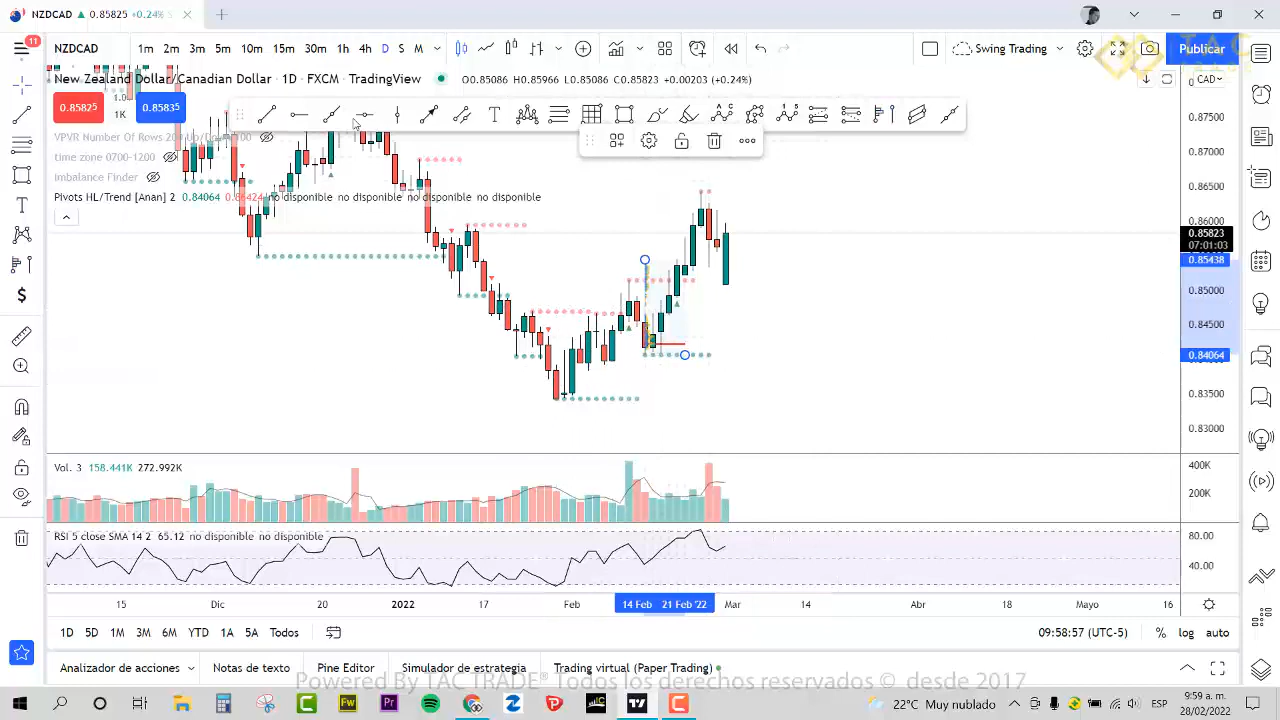 NZDCAD ▲ 0.85825 +0.24%
NZDCAD 1m 2m 3m 5m 10m 15m 30m 1h 4h D S M Swing Trading Publicar
11
New Zealand Dollar/Canadian Dollar · 1D · FXCM · TradingView O0.85086 H0.85966 L0.85086 C0.85823 +0.00203 (+0.24%) CAD
0.85825 1K 0.85835
VPVR Number Of Rows
time zone 0700-1200
Imbalance Finder
Pivots HL/Trend [Anan] 2 0.84064 0.86424 no disponible no disponible no disponible no disponible
0.87500
0.87000
0.86500
0.86000
0.85823
07:01:03
0.85438
0.85000
0.84500
0.84064
0.83500
0.83000
Vol. 3 158.441K 272.992K
400K
200K
RSI 5 close SMA 14 2 65.12 no disponible no disponible
80.00
40.00
15 Dic 20 2022 17 Feb 14 Feb 21 Feb '22 Mar 14 Abr 18 Mayo 16
1D 5D 1M 3M 6M YTD 1A 5A Todos 09:58:57 (UTC-5) % log auto
Analizador de acciones Notas de texto Pine Editor Simulador de estrategia Trading virtual (Paper Trading)
Powered By TAC TRADE® Todos los derechos reservados © desde 2017
22°C Muy nublado ESP 9:59 a. m.
28/02/2022